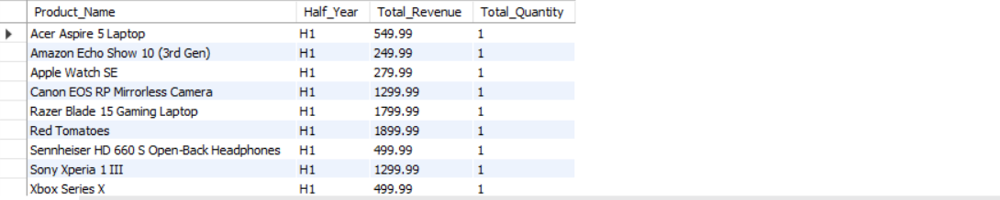 Product_Name Half_Year Total_Revenue Total_Quantity
Acer Aspire 5 Laptop H1 549.99 1
Amazon Echo Show 10 (3rd Gen) H1 249.99 1
Apple Watch SE H1 279.99 1
Canon EOS RP Mirrorless Camera H1 1299.99 1
Razer Blade 15 Gaming Laptop H1 1799.99 1
Red Tomatoes H1 1899.99 1
Sennheiser HD 660 S Open-Back Headphones H1 499.99 1
Sony Xperia 1 III H1 1299.99 1
Xbox Series X H1 499.99 1